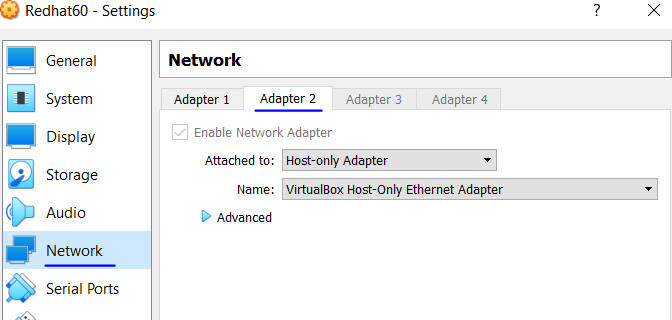 Redhat60 - Settings ? ×
General
System
Display
Storage
Audio
Network
Serial Ports
Network
Adapter 1 Adapter 2 Adapter 3 Adapter 4
Enable Network Adapter
Attached to: Host-only Adapter
Name: VirtualBox Host-Only Ethernet Adapter
Advanced